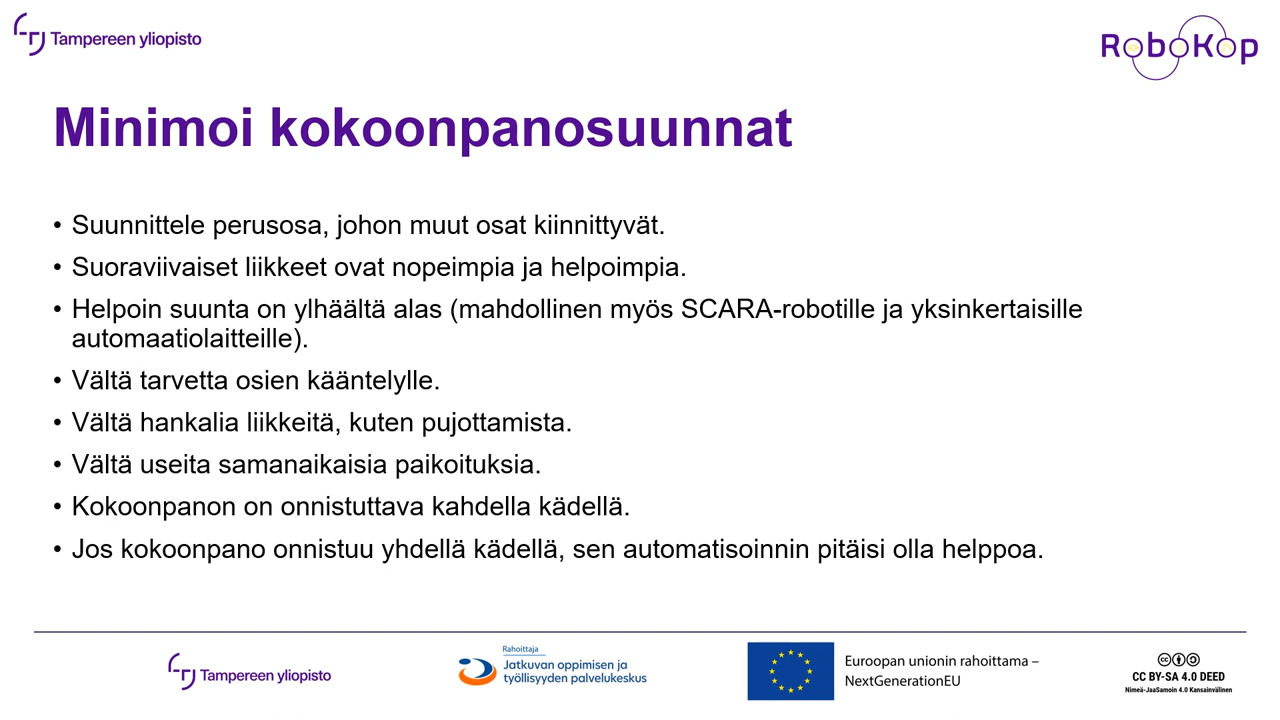 Tampereen yliopisto
RoboKop
Minimoi kokoonpanosuunnat
• Suunnittele perusosa, johon muut osat kiinnittyvät.
• Suoraviivaiset liikkeet ovat nopeimpia ja helpoimpia.
• Helpoin suunta on ylhäältä alas (mahdollinen myös SCARA-robotille ja yksinkertaisille
automaatiolaitteille).
• Vältä tarvetta osien kääntelylle.
• Vältä hankalia liikkeitä, kuten pujottamista.
• Vältä useita samanaikaisia paikoituksia.
• Kokoonpanon on onnistuttava kahdella kädellä.
• Jos kokoonpano onnistuu yhdellä kädellä, sen automatisoinnin pitäisi olla helppoa.
Tampereen yliopisto
Rahoittaja
Jatkuvan oppimisen ja
työllisyyden palvelukeskus
Euroopan unionin rahoittama –
NextGenerationEU
CC BY-SA 4.0 DEED
Nimeä-JaaSamoin 4.0 Kansainvälinen